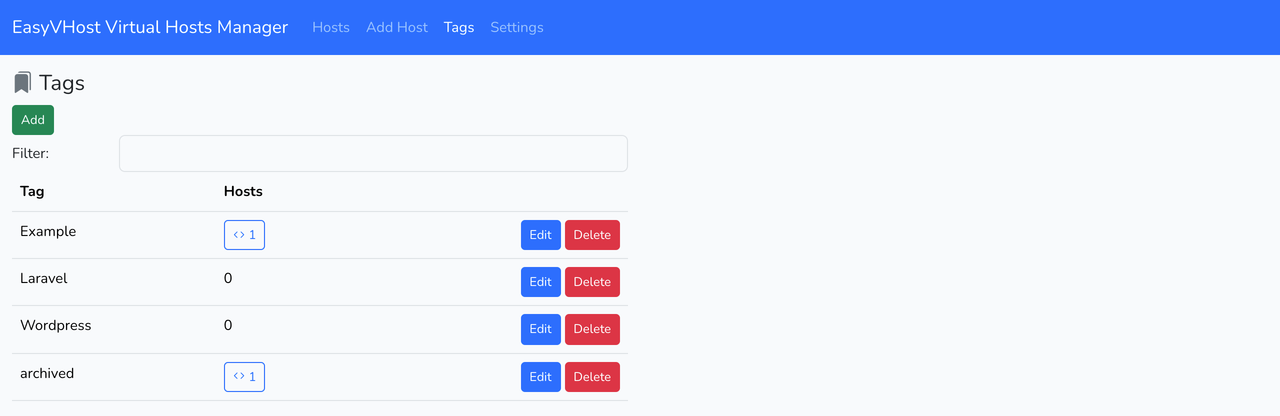 EasyVHost Virtual Hosts Manager Hosts Add Host Tags Settings
Tags
Add
Filter:
Tag Hosts
Example <> 1 Edit Delete
Laravel 0 Edit Delete
Wordpress 0 Edit Delete
archived <> 1 Edit Delete